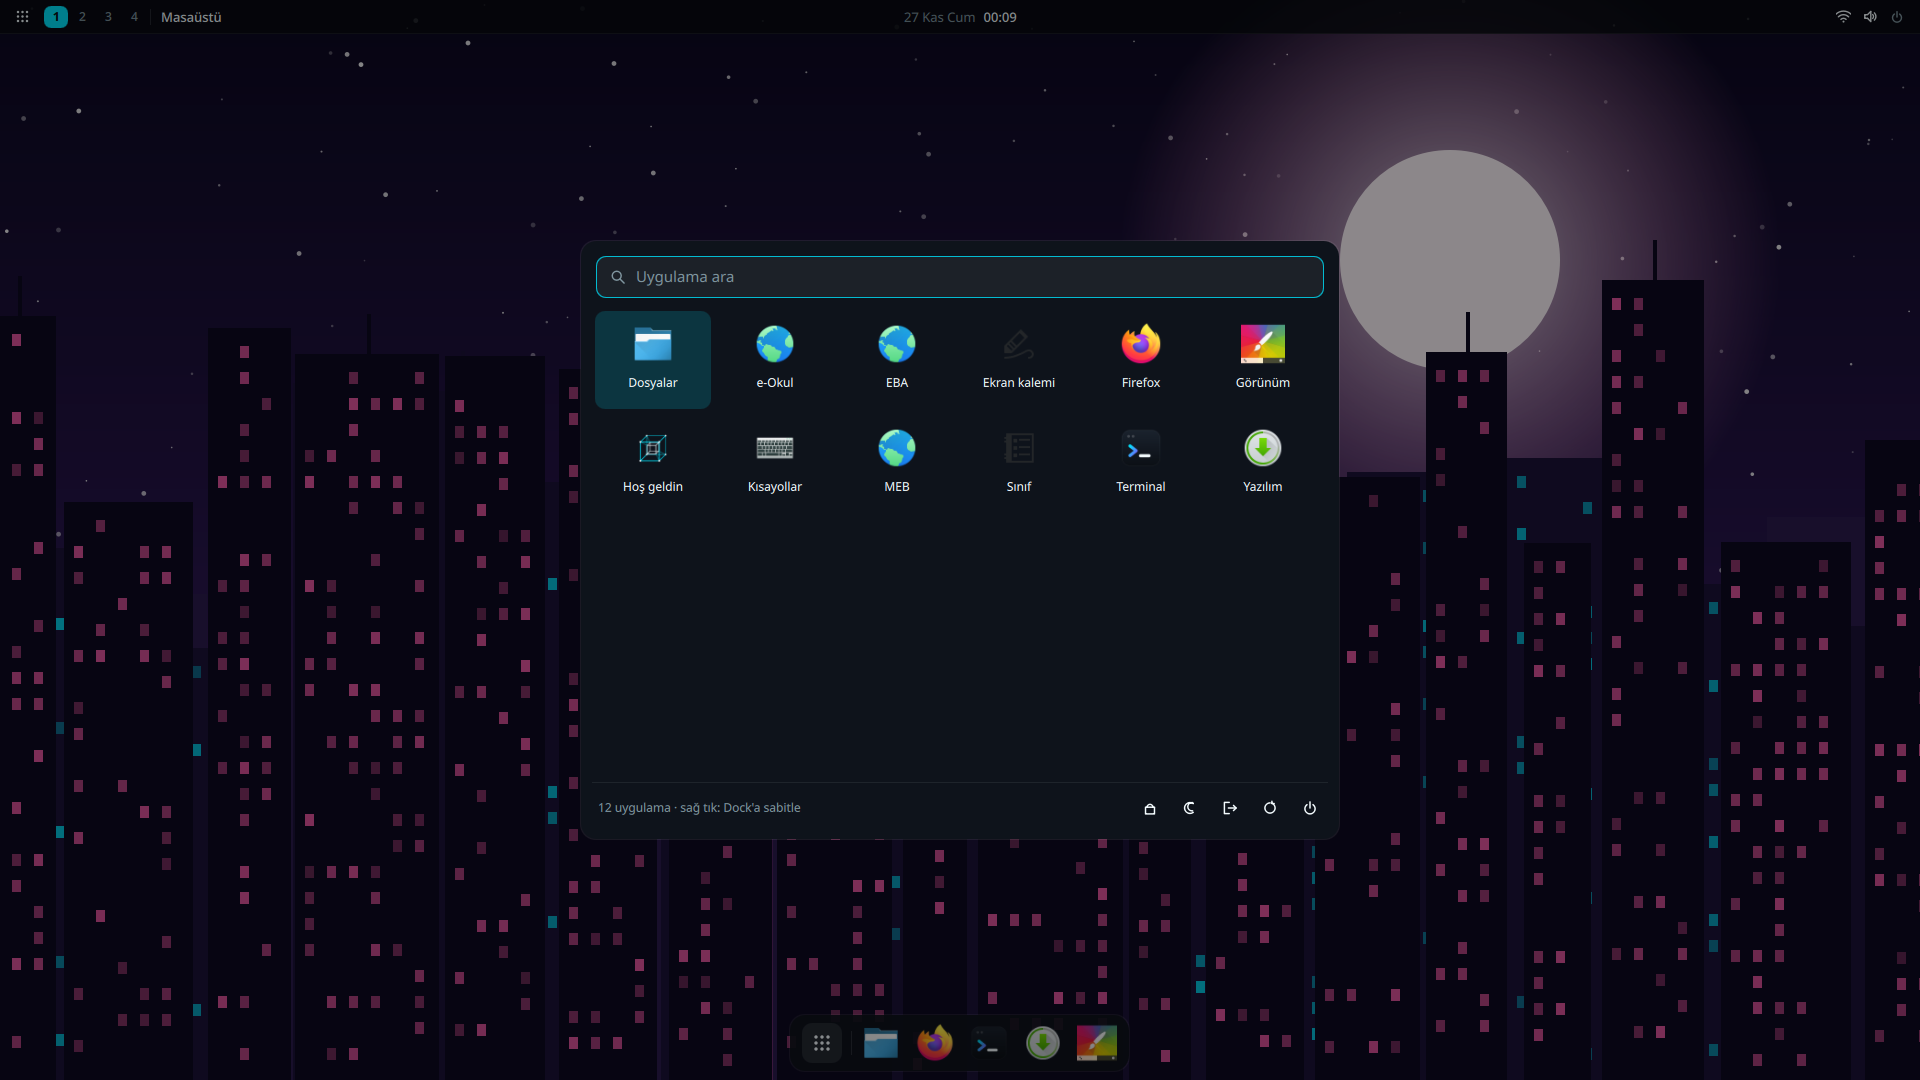 1 2 3 4 Masaüstü 27 Kas Cum 00:09
Uygulama ara
Dosyalar e-Okul EBA Ekran kalemi Firefox Görünüm
Hoş geldin Kısayollar MEB Sınıf Terminal Yazılım
12 uygulama · sağ tık: Dock'a sabitle